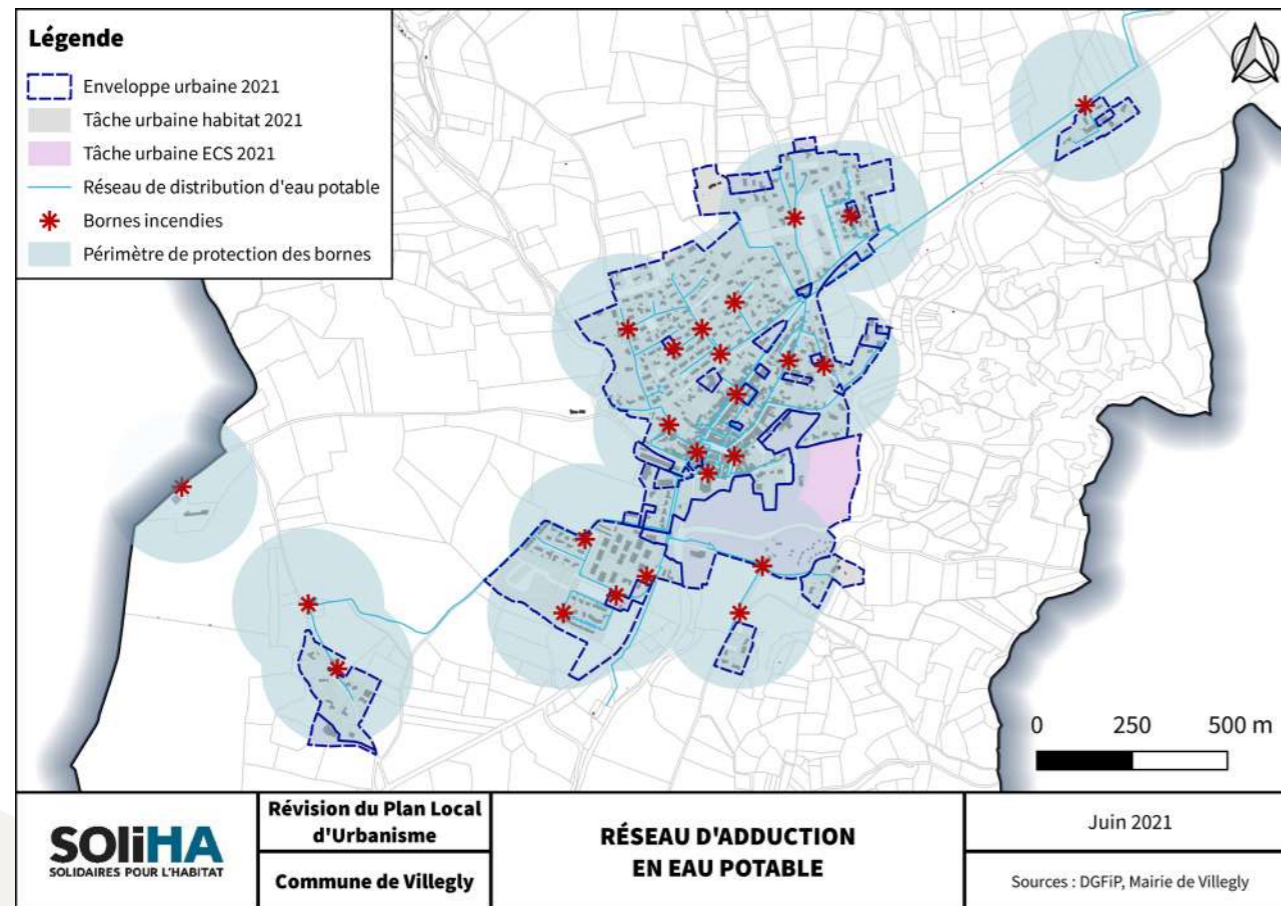 Légende
Enveloppe urbaine 2021
Tâche urbaine habitat 2021
Tâche urbaine ECS 2021
Réseau de distribution d'eau potable
Bornes incendies
Périmètre de protection des bornes
0 250 500 m
SOLiHA
SOLIDAIRES POUR L'HABITAT
Révision du Plan Local
d'Urbanisme
Commune de Villegly
RÉSEAU D'ADDUCTION
EN EAU POTABLE
Juin 2021
Sources : DGFiP, Mairie de Villegly